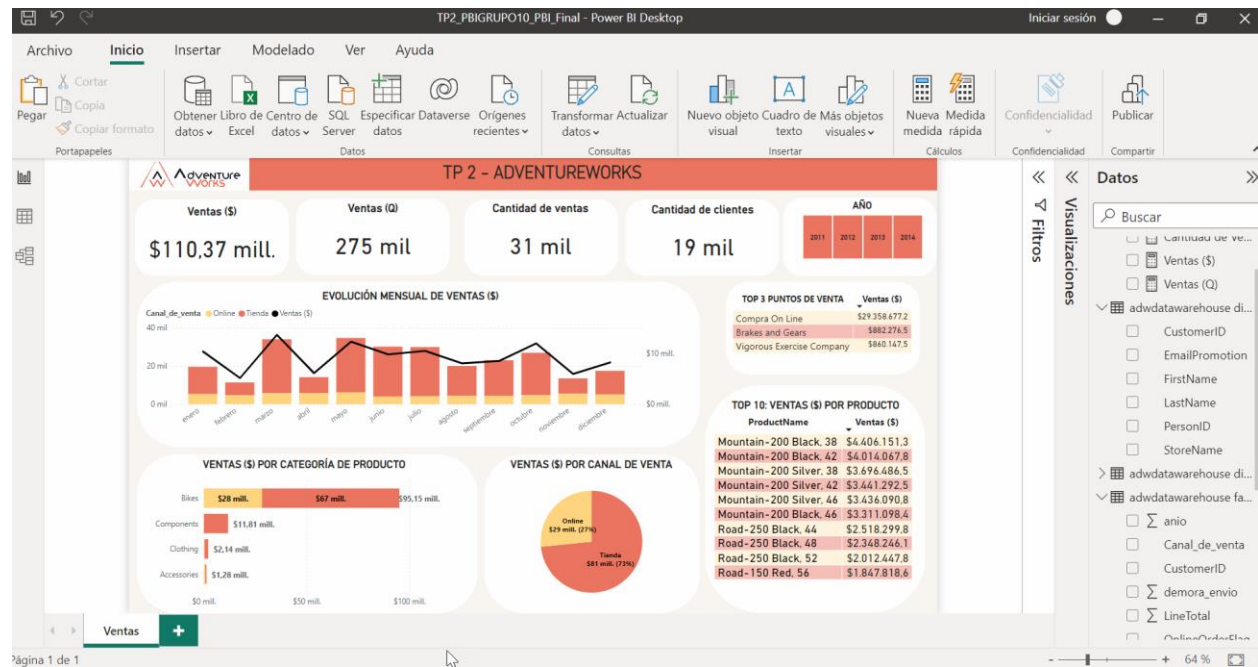 TP2_PBIGRUPO10_PBI_Final - Power BI Desktop
Iniciar sesión
Archivo Inicio Insertar Modelado Ver Ayuda
Pegar
Cortar
Copia
Copiar formato
Portapapeles
Obtener datos
Libro de Excel
Centro de datos
SQL Server
Especificar datos
Dataverse
Orígenes recientes
Datos
Transformar datos
Actualizar
Consultas
Nuevo objeto visual
Cuadro de texto
Más objetos visuales
Insertar
Nueva medida
Medida rápida
Cálculos
Confidencialidad
Confidencialidad
Publicar
Compartir
Adventure
Works
TP 2 - ADVENTUREWORKS
Ventas ($)
$110,37 mill.
Ventas (Q)
275 mil
Cantidad de ventas
31 mil
Cantidad de clientes
19 mil
AÑO
2011 2012 2013 2014
EVOLUCIÓN MENSUAL DE VENTAS ($)
Canal_de_venta Online Tienda Ventas ($)
40 mil
20 mil
0 mil
$10 mill.
$0 mill.
enero febrero marzo abril mayo junio julio agosto septiembre octubre noviembre diciembre
TOP 3 PUNTOS DE VENTA Ventas ($)
Compra On Line $29.358.677,2
Brakes and Gears $882.276,5
Vigorous Exercise Company $860.147,5
VENTAS ($) POR CATEGORÍA DE PRODUCTO
Bikes $28 mill. $67 mill. $95,15 mill.
Components $11,81 mill.
Clothing $2,14 mill.
Accessories $1,28 mill.
$0 mill. $50 mill. $100 mill.
VENTAS ($) POR CANAL DE VENTA
Online
$29 mill. (27%)
Tienda
$81 mill. (73%)
TOP 10: VENTAS ($) POR PRODUCTO
ProductName Ventas ($)
Mountain-200 Black, 38 $4.406.151,3
Mountain-200 Black, 42 $4.014.067,8
Mountain-200 Silver, 38 $3.696.486,5
Mountain-200 Silver, 42 $3.441.292,5
Mountain-200 Silver, 46 $3.436.090,8
Mountain-200 Black, 46 $3.311.098,4
Road-250 Black, 44 $2.518.299,8
Road-250 Black, 48 $2.348.246,1
Road-250 Black, 52 $2.012.447,8
Road-150 Red, 56 $1.847.818,6
Filtros
Visualizaciones
Datos
Buscar
Cantidad de ve...
Ventas ($)
Ventas (Q)
adwdatawarehouse di...
CustomerID
EmailPromotion
FirstName
LastName
PersonID
StoreName
adwdatawarehouse di...
adwdatawarehouse fa...
anio
Canal_de_venta
CustomerID
demora_envio
LineTotal
OnlineOrderFlag
Ventas
Página 1 de 1
64 %